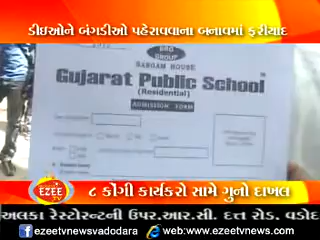 ડીઇઓને બંગડીઓ પહેરાવવાના બનાવમાં ફરીયાદ
GROUP
SARGAM HOUSE
Gujarat Public School
(Residential)
ADMISSION FORM
EZEE
૮ કોંગી કાર્યકરો સામે ગુનો દાખલ
અલકા રેસ્ટોરન્ટની ઉપર.આર.સી. દત્ત રોડ, વડોદ
ezeetvnewsvadodara
web:www.ezeetvnews.com